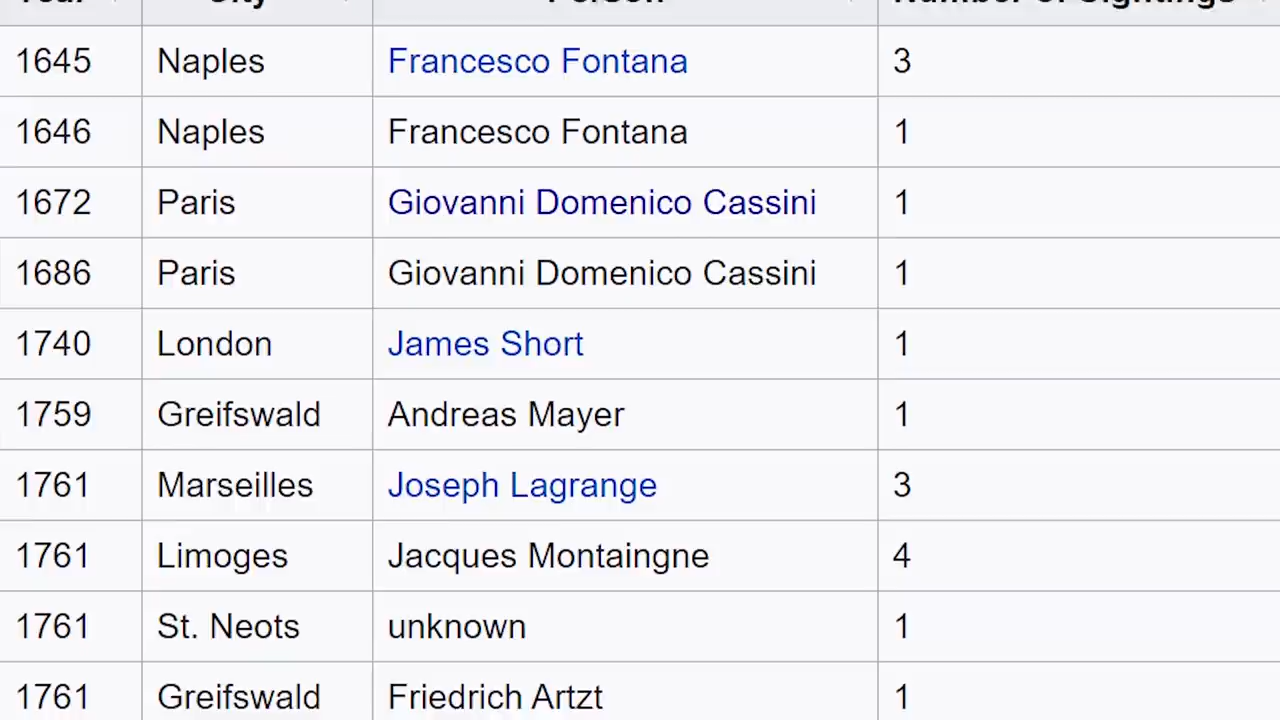 Year City Person Number of Sightings
1645 Naples Francesco Fontana 3
1646 Naples Francesco Fontana 1
1672 Paris Giovanni Domenico Cassini 1
1686 Paris Giovanni Domenico Cassini 1
1740 London James Short 1
1759 Greifswald Andreas Mayer 1
1761 Marseilles Joseph Lagrange 3
1761 Limoges Jacques Montaingne 4
1761 St. Neots unknown 1
1761 Greifswald Friedrich Artzt 1